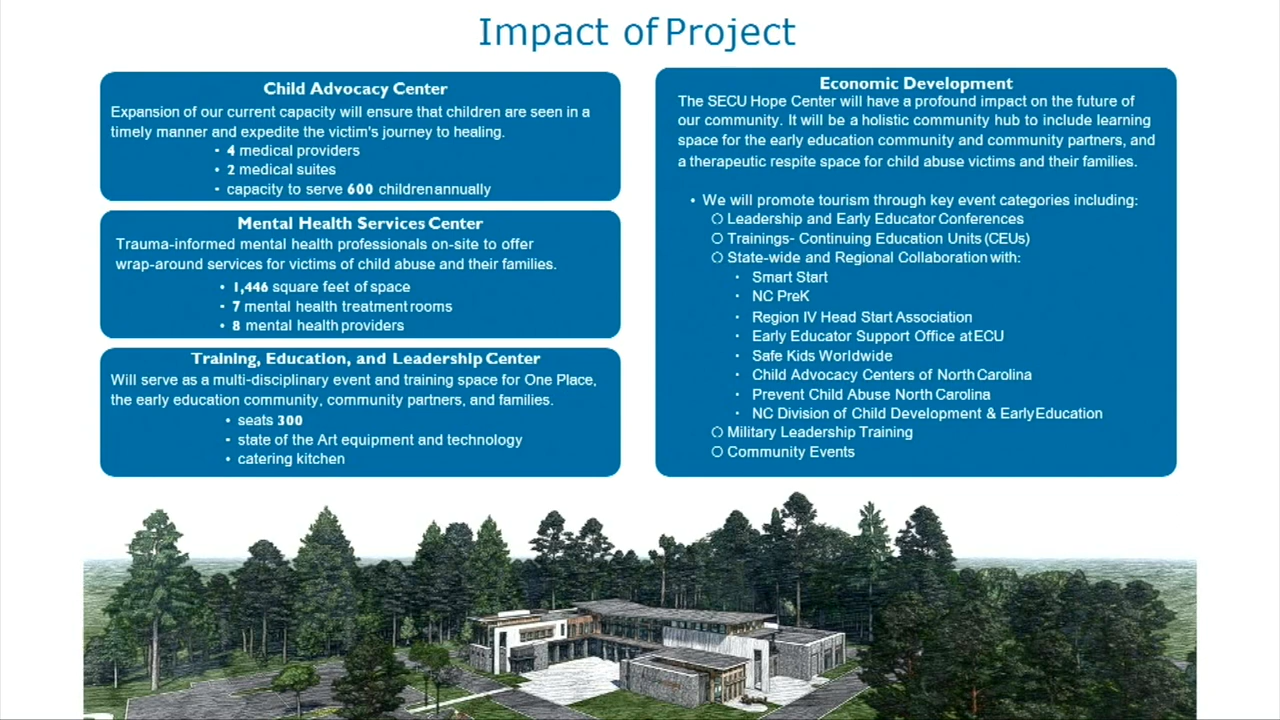 Impact of Project
Child Advocacy Center
Expansion of our current capacity will ensure that children are seen in a
timely manner and expedite the victim's journey to healing.
• 4 medical providers
• 2 medical suites
• capacity to serve 600 children annually
Mental Health Services Center
Trauma-informed mental health professionals on-site to offer
wrap-around services for victims of child abuse and their families.
• 1,446 square feet of space
• 7 mental health treatment rooms
• 8 mental health providers
Training, Education, and Leadership Center
Will serve as a multi-disciplinary event and training space for One Place,
the early education community, community partners, and families.
• seats 300
• state of the Art equipment and technology
• catering kitchen
Economic Development
The SECU Hope Center will have a profound impact on the future of
our community. It will be a holistic community hub to include learning
space for the early education community and community partners, and
a therapeutic respite space for child abuse victims and their families.
• We will promote tourism through key event categories including:
○ Leadership and Early Educator Conferences
○ Trainings- Continuing Education Units (CEUs)
○ State-wide and Regional Collaboration with:
• Smart Start
• NC PreK
• Region IV Head Start Association
• Early Educator Support Office at ECU
• Safe Kids Worldwide
• Child Advocacy Centers of North Carolina
• Prevent Child Abuse North Carolina
• NC Division of Child Development & Early Education
○ Military Leadership Training
○ Community Events